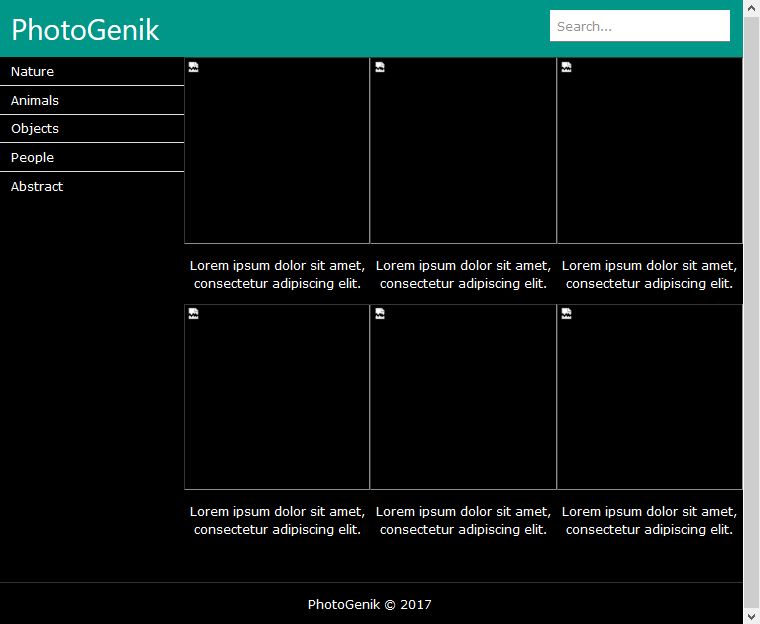 PhotoGenik
Search...
Nature
Animals
Objects
People
Abstract
Lorem ipsum dolor sit amet,
consectetur adipiscing elit.
Lorem ipsum dolor sit amet,
consectetur adipiscing elit.
Lorem ipsum dolor sit amet,
consectetur adipiscing elit.
Lorem ipsum dolor sit amet,
consectetur adipiscing elit.
Lorem ipsum dolor sit amet,
consectetur adipiscing elit.
Lorem ipsum dolor sit amet,
consectetur adipiscing elit.
PhotoGenik © 2017